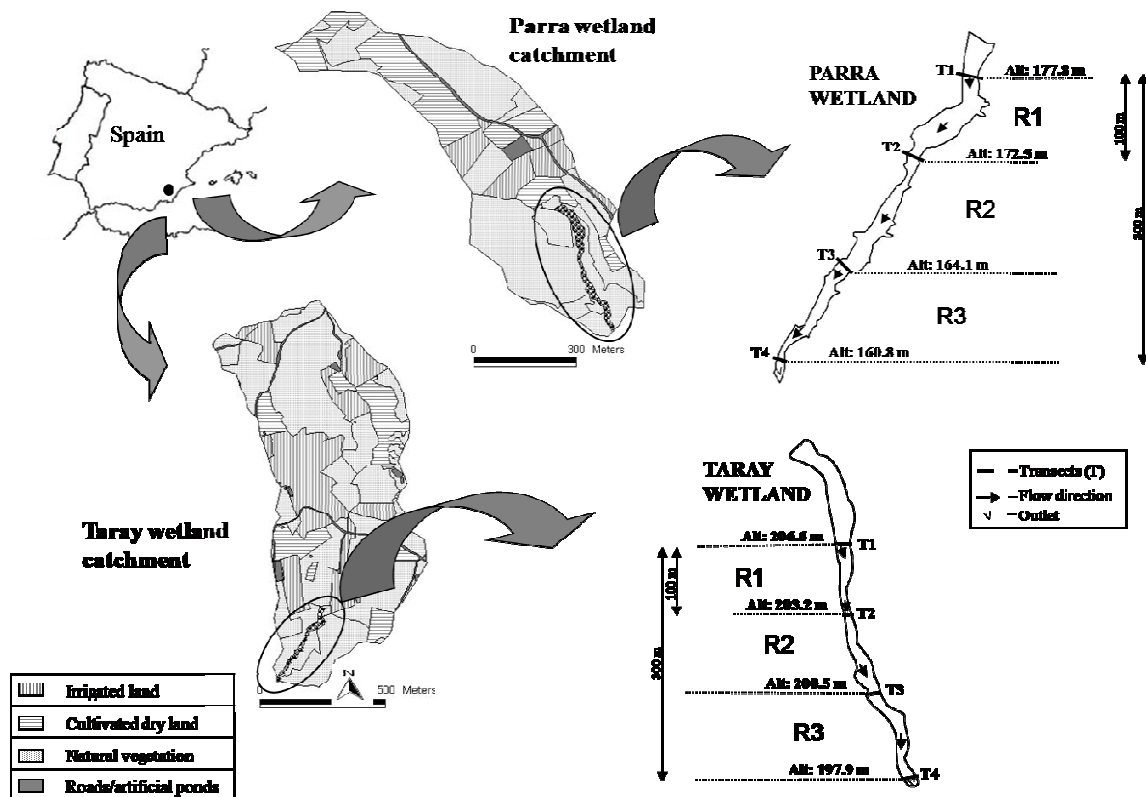 Parra wetland
catchment
Spain
0 300 Meters
PARRA
WETLAND
T1
Alt: 177.8 m
R1
100 m
T2
Alt: 172.5 m
R2
300 m
T3
Alt: 164.1 m
R3
T4
Alt: 160.8 m
Taray wetland
catchment
N
0 500 Meters
Irrigated land
Cultivated dry land
Natural vegetation
Roads/artificial ponds
TARAY
WETLAND
Alt: 206.6 m
T1
R1
100 m
Alt: 203.2 m
T2
R2
300 m
Alt: 200.5 m
T3
R3
Alt: 197.9 m
T4
–Transects (T)
–Flow direction
–Outlet